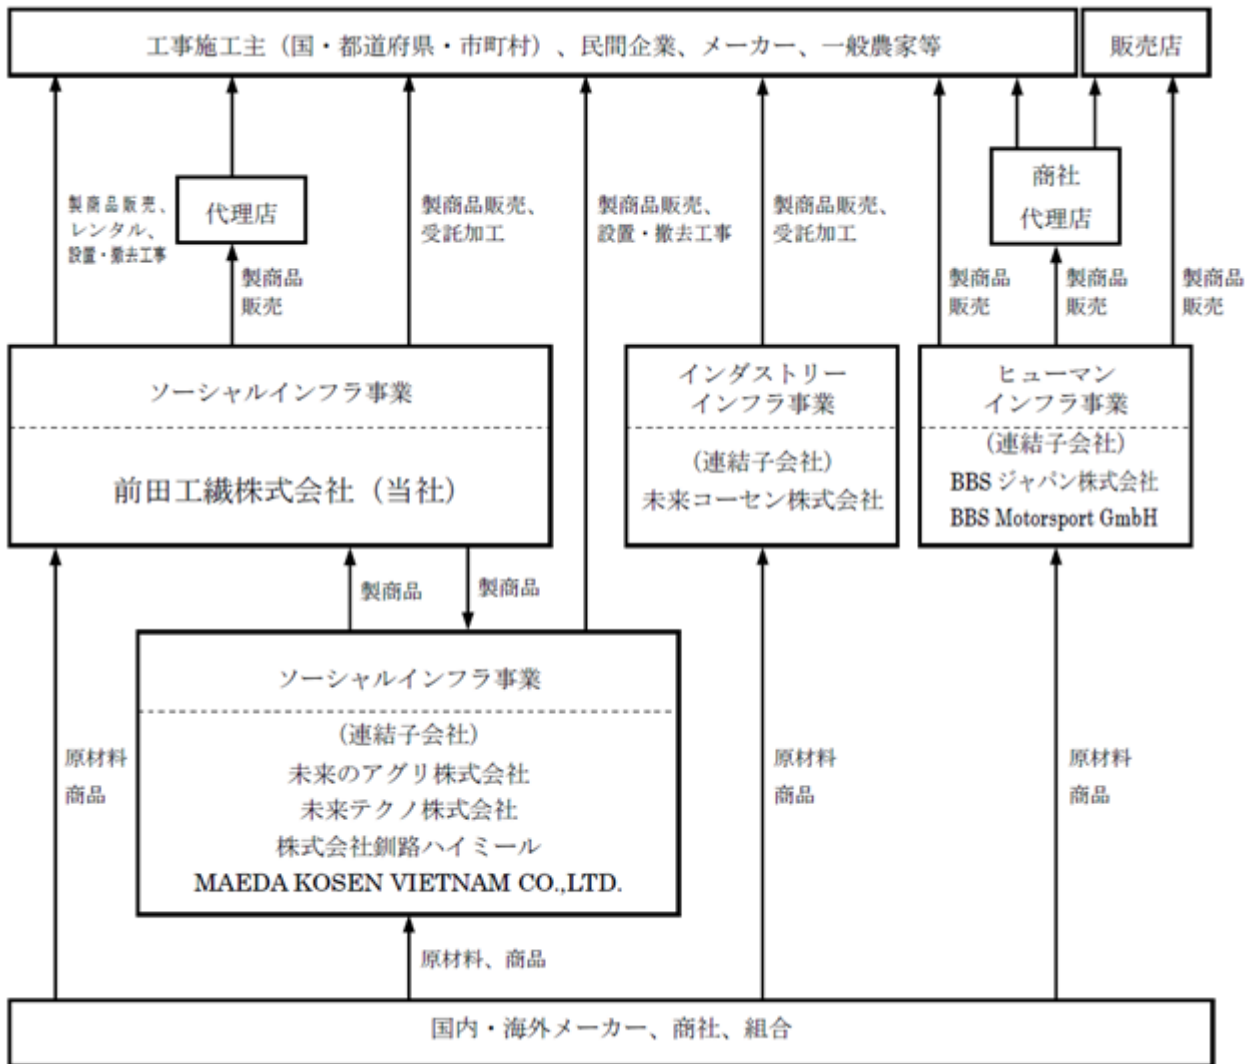 工事施工主（国・都道府県・市町村）、民間企業、メーカー、一般農家等
販売店
製商品販売、
レンタル、
設置・撤去工事
代理店
製商品
販売
製商品販売、
受託加工
製商品販売、
設置・撤去工事
製商品販売、
受託加工
商社
代理店
製商品
販売
製商品
販売
製商品
販売
ソーシャルインフラ事業
前田工繊株式会社（当社）
インダストリー
インフラ事業
（連結子会社）
未来コーセン株式会社
ヒューマン
インフラ事業
（連結子会社）
BBS ジャパン株式会社
BBS Motorsport GmbH
製商品
製商品
ソーシャルインフラ事業
（連結子会社）
未来のアグリ株式会社
未来テクノ株式会社
株式会社釧路ハイミール
MAEDA KOSEN VIETNAM CO.,LTD.
原材料
商品
原材料、商品
原材料
商品
原材料
商品
国内・海外メーカー、商社、組合